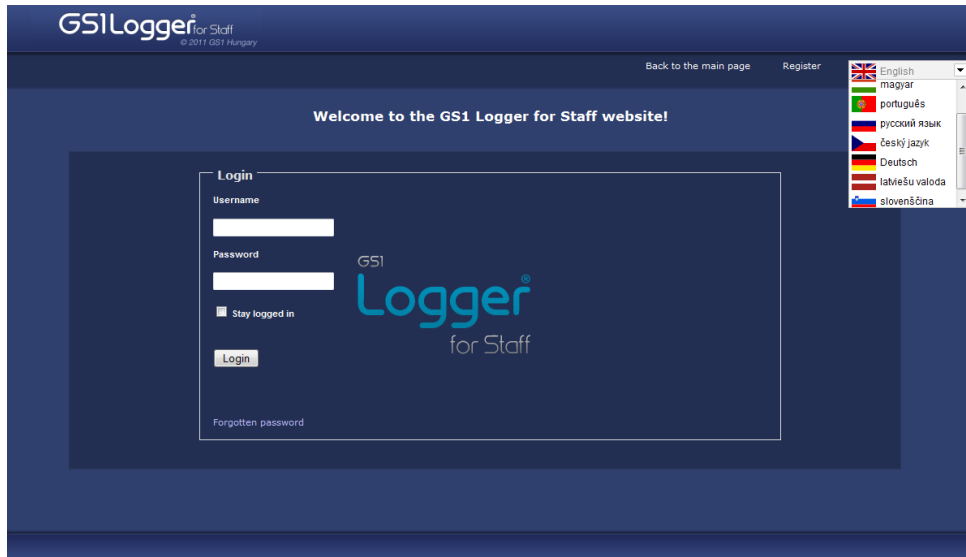 GS1 Logger® for Staff
© 2011 GS1 Hungary
Back to the main page Register English
magyar
português
русский язык
český jazyk
Deutsch
latviešu valoda
slovenščina
Welcome to the GS1 Logger for Staff website!
Login
Username
Password
Stay logged in
Login
Forgotten password
GS1
Logger®
for Staff